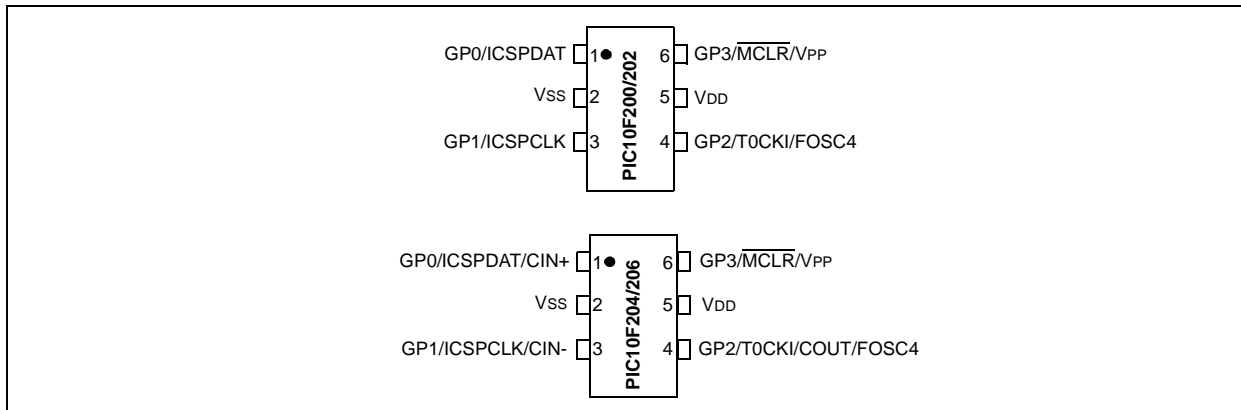 GP0/ICSPDAT 1 6 GP3/MCLR/VPP
VSS 2 5 VDD
GP1/ICSPCLK 3 4 GP2/T0CKI/FOSC4
PIC10F200/202
GP0/ICSPDAT/CIN+ 1 6 GP3/MCLR/VPP
VSS 2 5 VDD
GP1/ICSPCLK/CIN- 3 4 GP2/T0CKI/COUT/FOSC4
PIC10F204/206